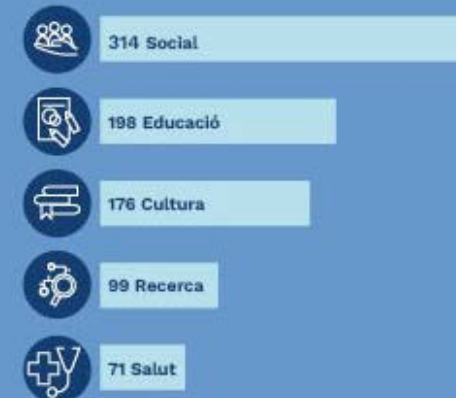 314 Social
198 Educació
176 Cultura
99 Recerca
71 Salut